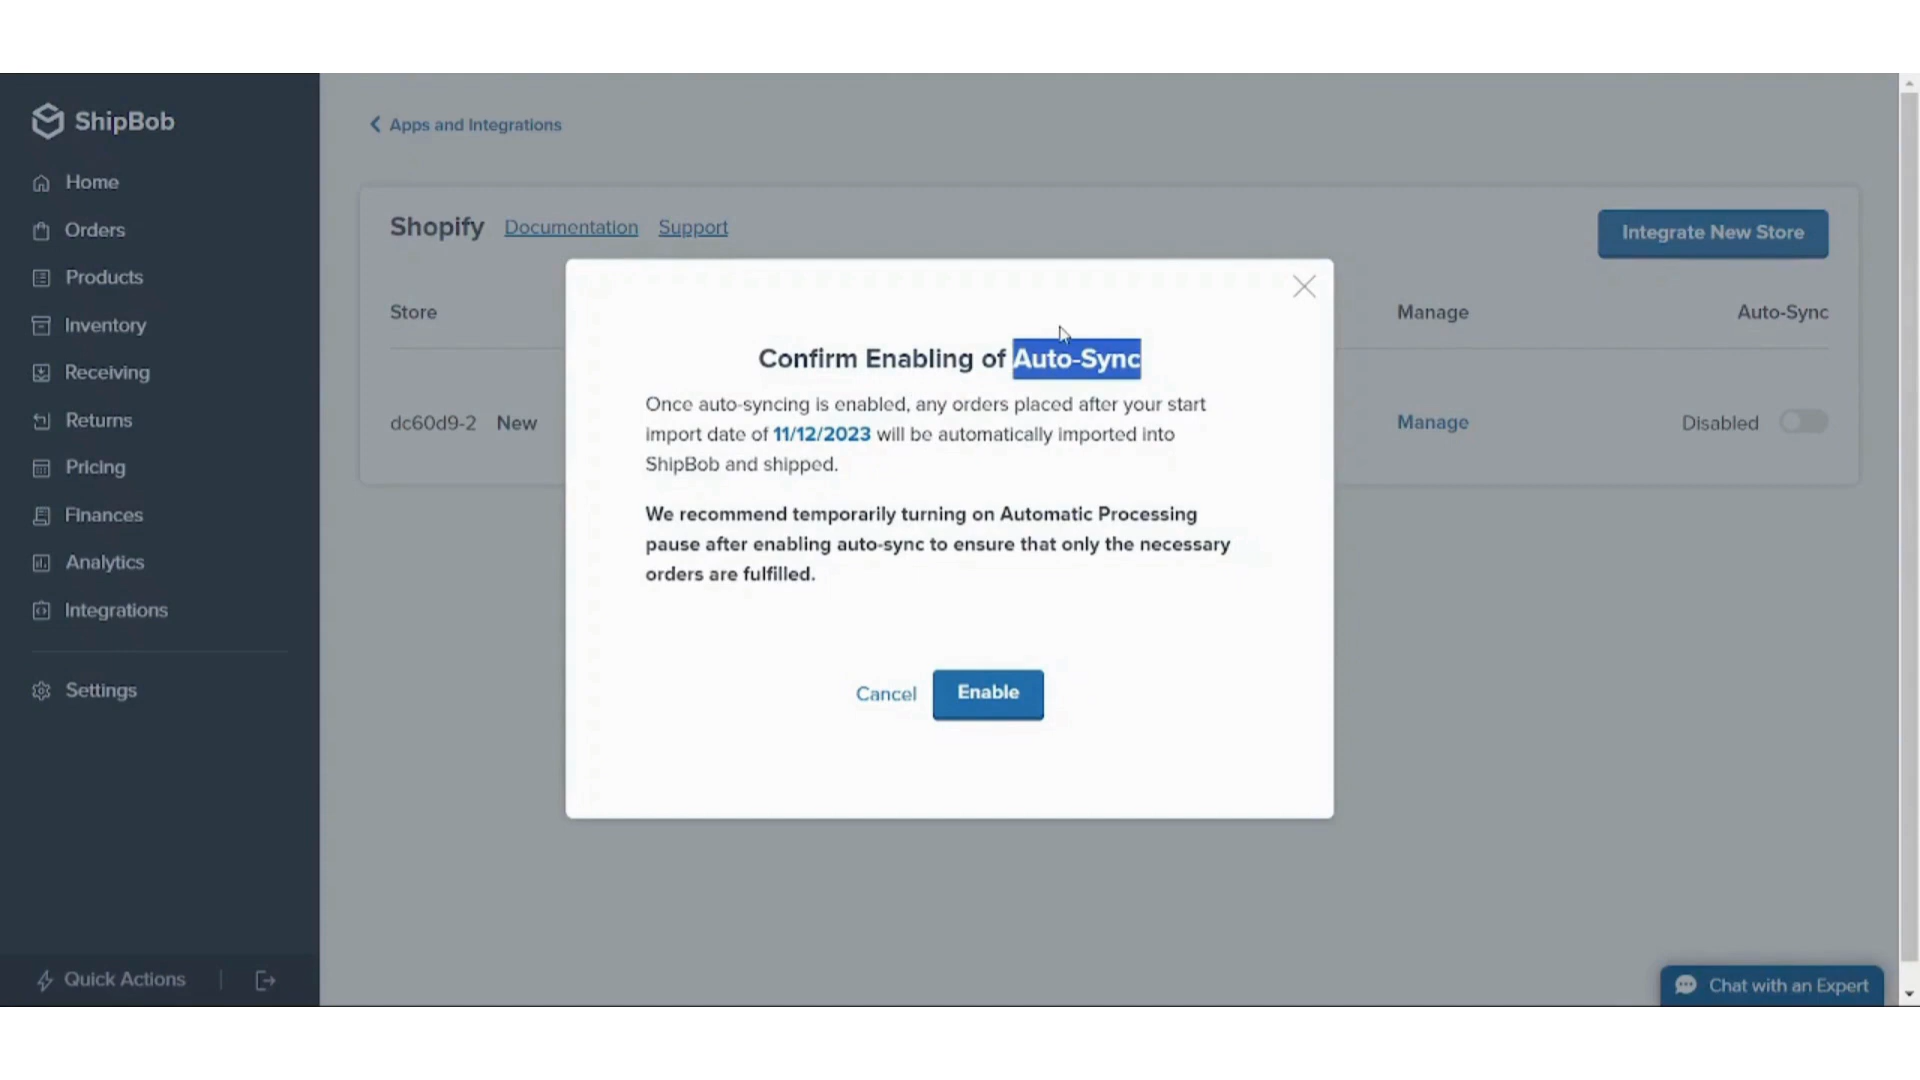 ShipBob
Home
Orders
Products
Inventory
Receiving
Returns
Pricing
Finances
Analytics
Integrations
Settings
Quick Actions
Apps and Integrations
Shopify Documentation Support
Integrate New Store
Store Manage Auto-Sync
dc60d9-2 New Manage Disabled
Confirm Enabling of Auto-Sync
Once auto-syncing is enabled, any orders placed after your start
import date of 11/12/2023 will be automatically imported into
ShipBob and shipped.
We recommend temporarily turning on Automatic Processing
pause after enabling auto-sync to ensure that only the necessary
orders are fulfilled.
Cancel Enable
Chat with an Expert